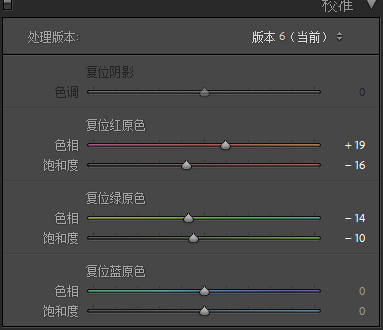 校准
处理版本: 版本 6（当前）
复位阴影
色调 0
复位红原色
色相 + 19
饱和度 − 16
复位绿原色
色相 − 14
饱和度 − 10
复位蓝原色
色相 0
饱和度 0